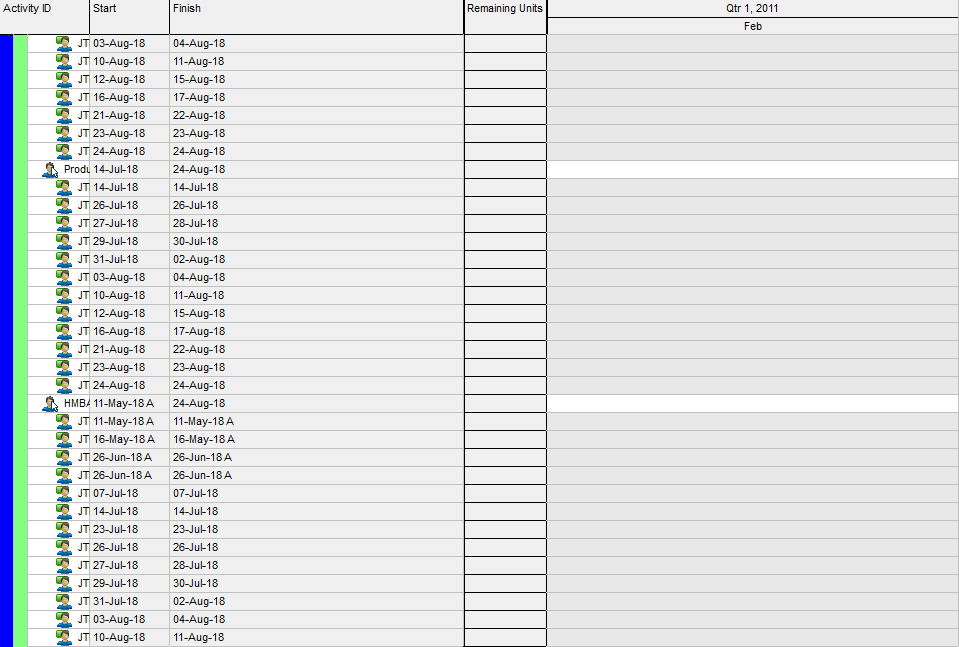 Activity ID Start Finish Remaining Units Qtr 1, 2011
Feb
JT 03-Aug-18 04-Aug-18
JT 10-Aug-18 11-Aug-18
JT 12-Aug-18 15-Aug-18
JT 16-Aug-18 17-Aug-18
JT 21-Aug-18 22-Aug-18
JT 23-Aug-18 23-Aug-18
JT 24-Aug-18 24-Aug-18
Produ 14-Jul-18 24-Aug-18
JT 14-Jul-18 14-Jul-18
JT 26-Jul-18 26-Jul-18
JT 27-Jul-18 28-Jul-18
JT 29-Jul-18 30-Jul-18
JT 31-Jul-18 02-Aug-18
JT 03-Aug-18 04-Aug-18
JT 10-Aug-18 11-Aug-18
JT 12-Aug-18 15-Aug-18
JT 16-Aug-18 17-Aug-18
JT 21-Aug-18 22-Aug-18
JT 23-Aug-18 23-Aug-18
JT 24-Aug-18 24-Aug-18
HMBA 11-May-18 A 24-Aug-18
JT 11-May-18 A 11-May-18 A
JT 16-May-18 A 16-May-18 A
JT 26-Jun-18 A 26-Jun-18 A
JT 26-Jun-18 A 26-Jun-18 A
JT 07-Jul-18 07-Jul-18
JT 14-Jul-18 14-Jul-18
JT 23-Jul-18 23-Jul-18
JT 26-Jul-18 26-Jul-18
JT 27-Jul-18 28-Jul-18
JT 29-Jul-18 30-Jul-18
JT 31-Jul-18 02-Aug-18
JT 03-Aug-18 04-Aug-18
JT 10-Aug-18 11-Aug-18